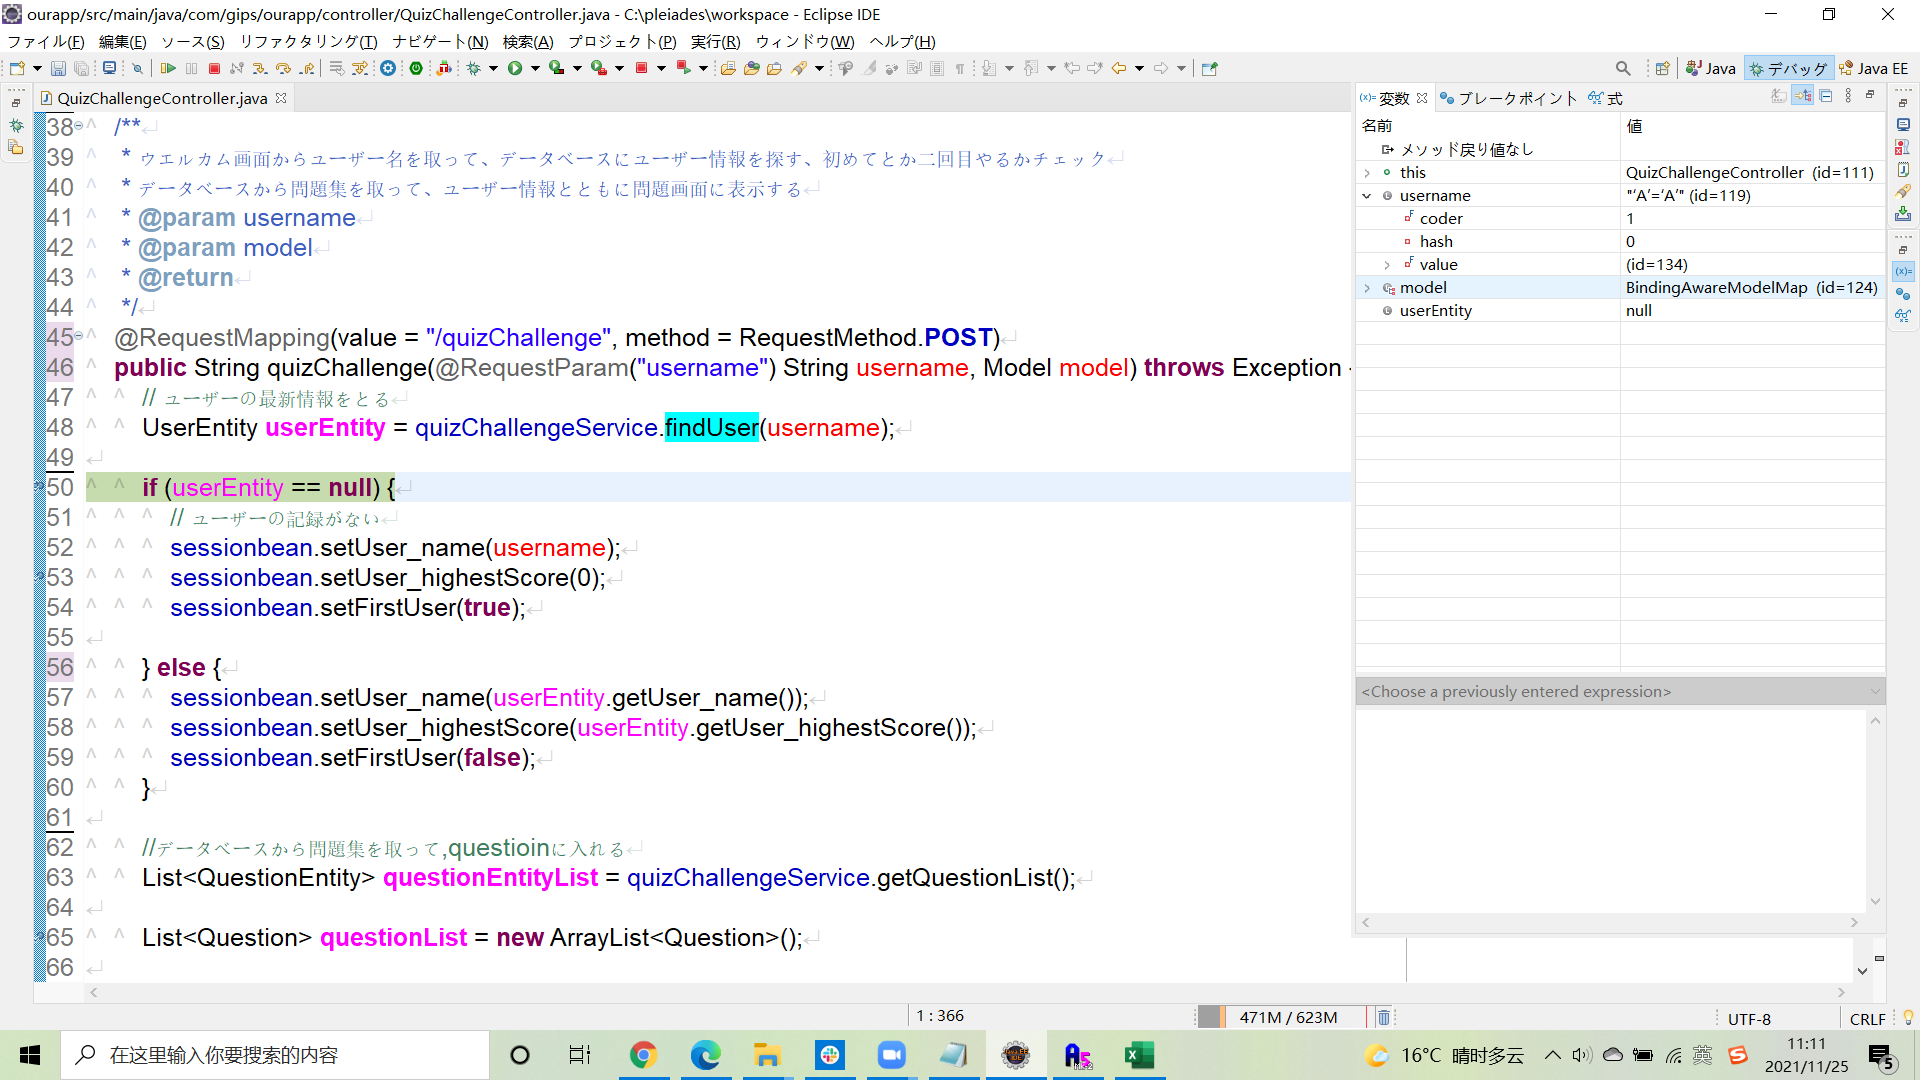 ourapp/src/main/java/com/gips/ourapp/controller/QuizChallengeController.java - C:\pleiades\workspace - Eclipse IDE
ファイル(F) 編集(E) ソース(S) リファクタリング(T) ナビゲート(N) 検索(A) プロジェクト(P) 実行(R) ウィンドウ(W) ヘルプ(H)
Java デバッグ Java EE
QuizChallengeController.java
38 /**
39 * ウエルカム画面からユーザー名を取って、データベースにユーザー情報を探す、初めてとか二回目やるかチェック
40 * データベースから問題集を取って、ユーザー情報とともに問題画面に表示する
41 * @param username
42 * @param model
43 * @return
44 */
45 @RequestMapping(value = "/quizChallenge", method = RequestMethod.POST)
46 public String quizChallenge(@RequestParam("username") String username, Model model) throws Exception
47 // ユーザーの最新情報をとる
48 UserEntity userEntity = quizChallengeService.findUser(username);
49
50 if (userEntity == null) {
51 // ユーザーの記録がない
52 sessionbean.setUser_name(username);
53 sessionbean.setUser_highestScore(0);
54 sessionbean.setFirstUser(true);
55
56 } else {
57 sessionbean.setUser_name(userEntity.getUser_name());
58 sessionbean.setUser_highestScore(userEntity.getUser_highestScore());
59 sessionbean.setFirstUser(false);
60 }
61
62 //データベースから問題集を取って,questioinに入れる
63 List<QuestionEntity> questionEntityList = quizChallengeService.getQuestionList();
64
65 List<Question> questionList = new ArrayList<Question>();
66
(x)= 変数 ブレークポイント 式
名前 値
メソッド戻り値なし
this QuizChallengeController (id=111)
username "‘A’=‘A’" (id=119)
coder 1
hash 0
value (id=134)
model BindingAwareModelMap (id=124)
userEntity null
<Choose a previously entered expression>
1 : 366
471M / 623M
UTF-8
CRLF
在这里输入你要搜索的内容
16°C 晴时多云
英
11:11
2021/11/25
5